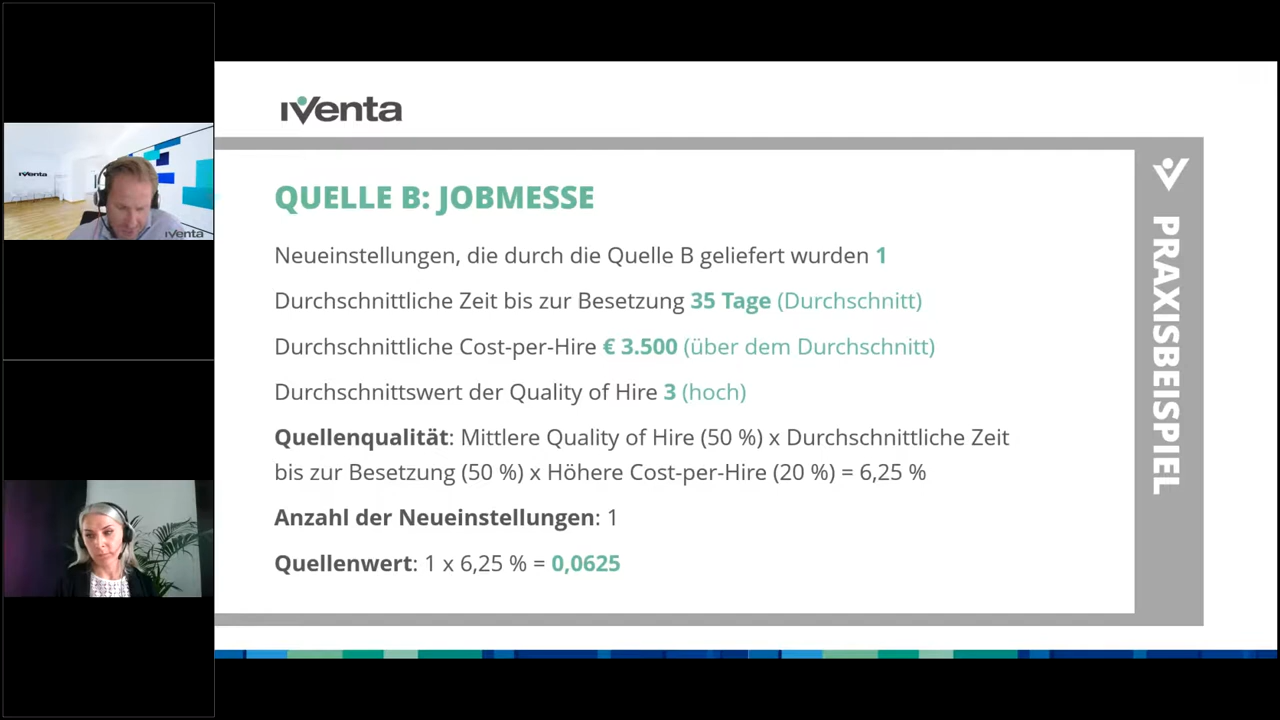 iVenta
QUELLE B: JOBMESSE
Neueinstellungen, die durch die Quelle B geliefert wurden 1
Durchschnittliche Zeit bis zur Besetzung 35 Tage (Durchschnitt)
Durchschnittliche Cost-per-Hire € 3.500 (über dem Durchschnitt)
Durchschnittswert der Quality of Hire 3 (hoch)
Quellenqualität: Mittlere Quality of Hire (50 %) x Durchschnittliche Zeit
bis zur Besetzung (50 %) x Höhere Cost-per-Hire (20 %) = 6,25 %
Anzahl der Neueinstellungen: 1
Quellenwert: 1 x 6,25 % = 0,0625
PRAXISBEISPIEL
iVenta
iVenta